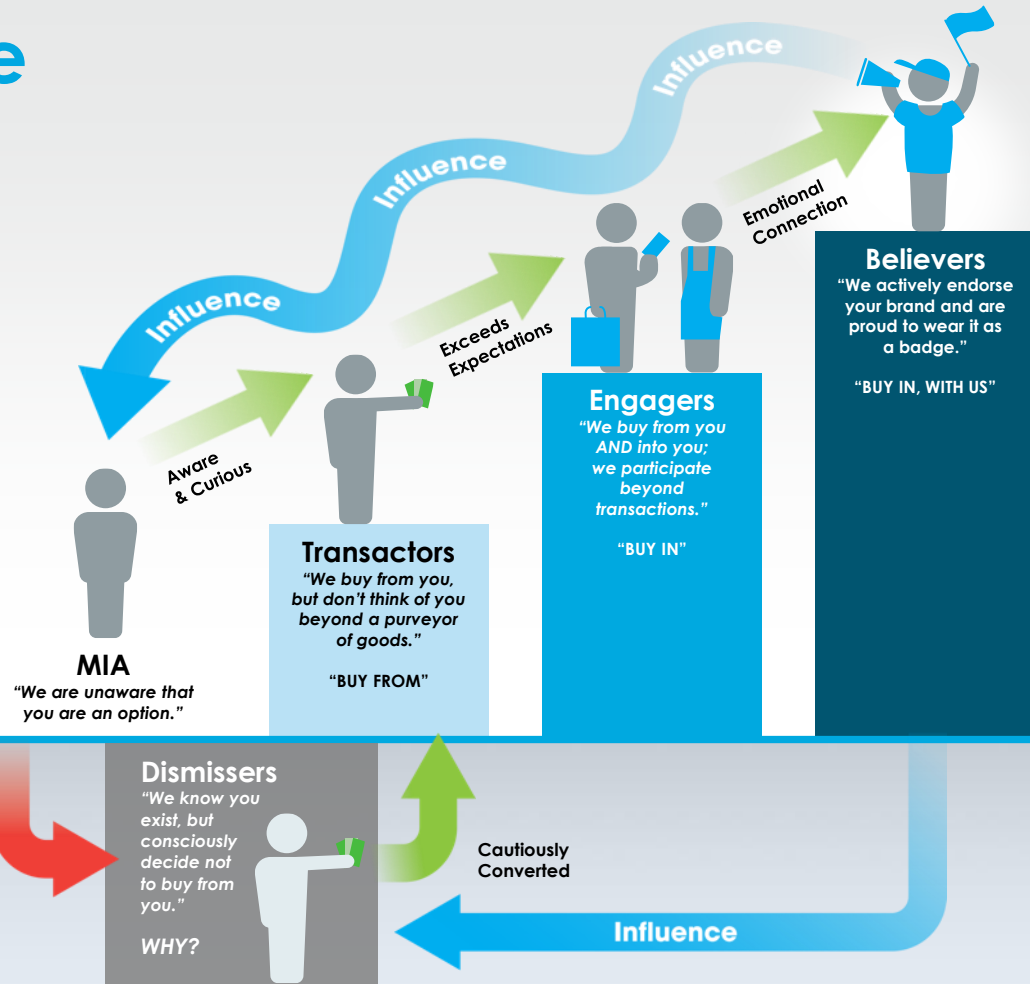 e
Influence
Influence
Influence
Emotional
Connection
Exceeds
Expectations
Aware
& Curious
Believers
“We actively endorse
your brand and are
proud to wear it as
a badge.”
“BUY IN, WITH US”
Engagers
“We buy from you
AND into you;
we participate
beyond
transactions.”
“BUY IN”
Transactors
“We buy from you,
but don’t think of you
beyond a purveyor
of goods.”
“BUY FROM”
MIA
“We are unaware that
you are an option.”
Dismissers
“We know you
exist, but
consciously
decide not
to buy from
you.”
WHY?
Cautiously
Converted
Influence